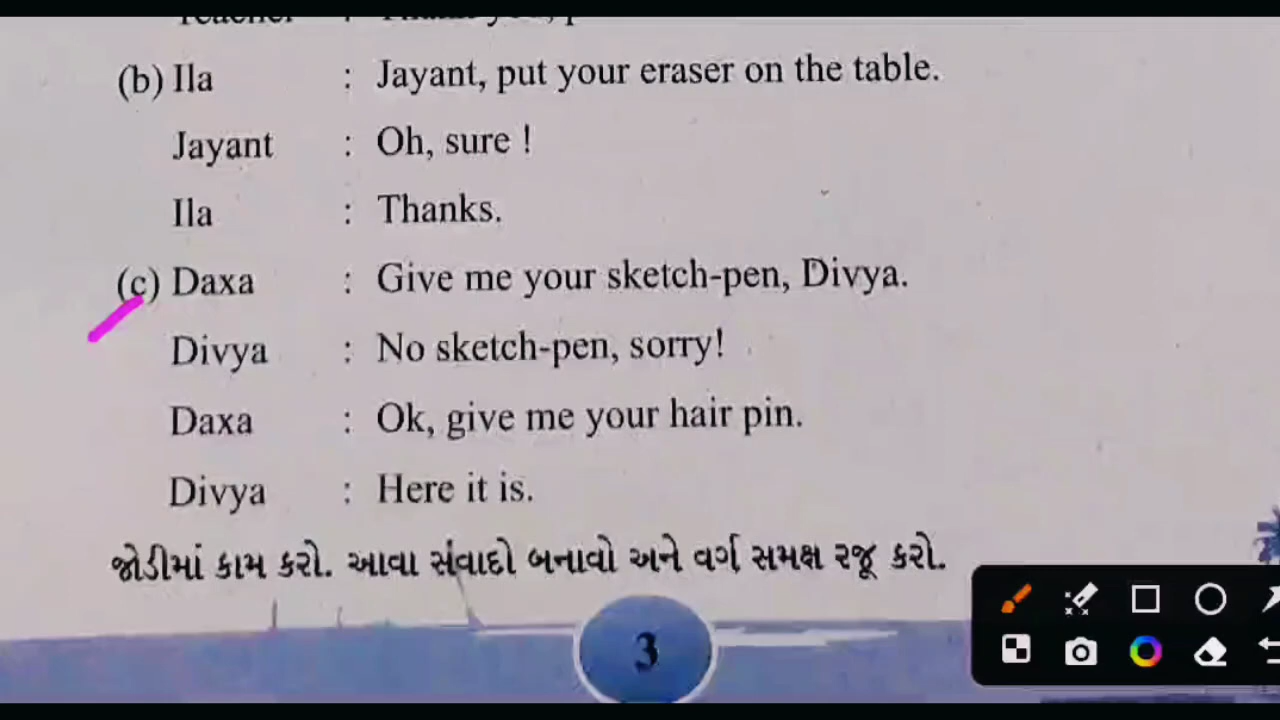 (b) Ila : Jayant, put your eraser on the table.
Jayant : Oh, sure !
Ila : Thanks.
(c) Daxa : Give me your sketch-pen, Divya.
Divya : No sketch-pen, sorry!
Daxa : Ok, give me your hair pin.
Divya : Here it is.
જોડીમાં કામ કરો. આવા સંવાદો બનાવો અને વર્ગ સમક્ષ રજૂ કરો.
3